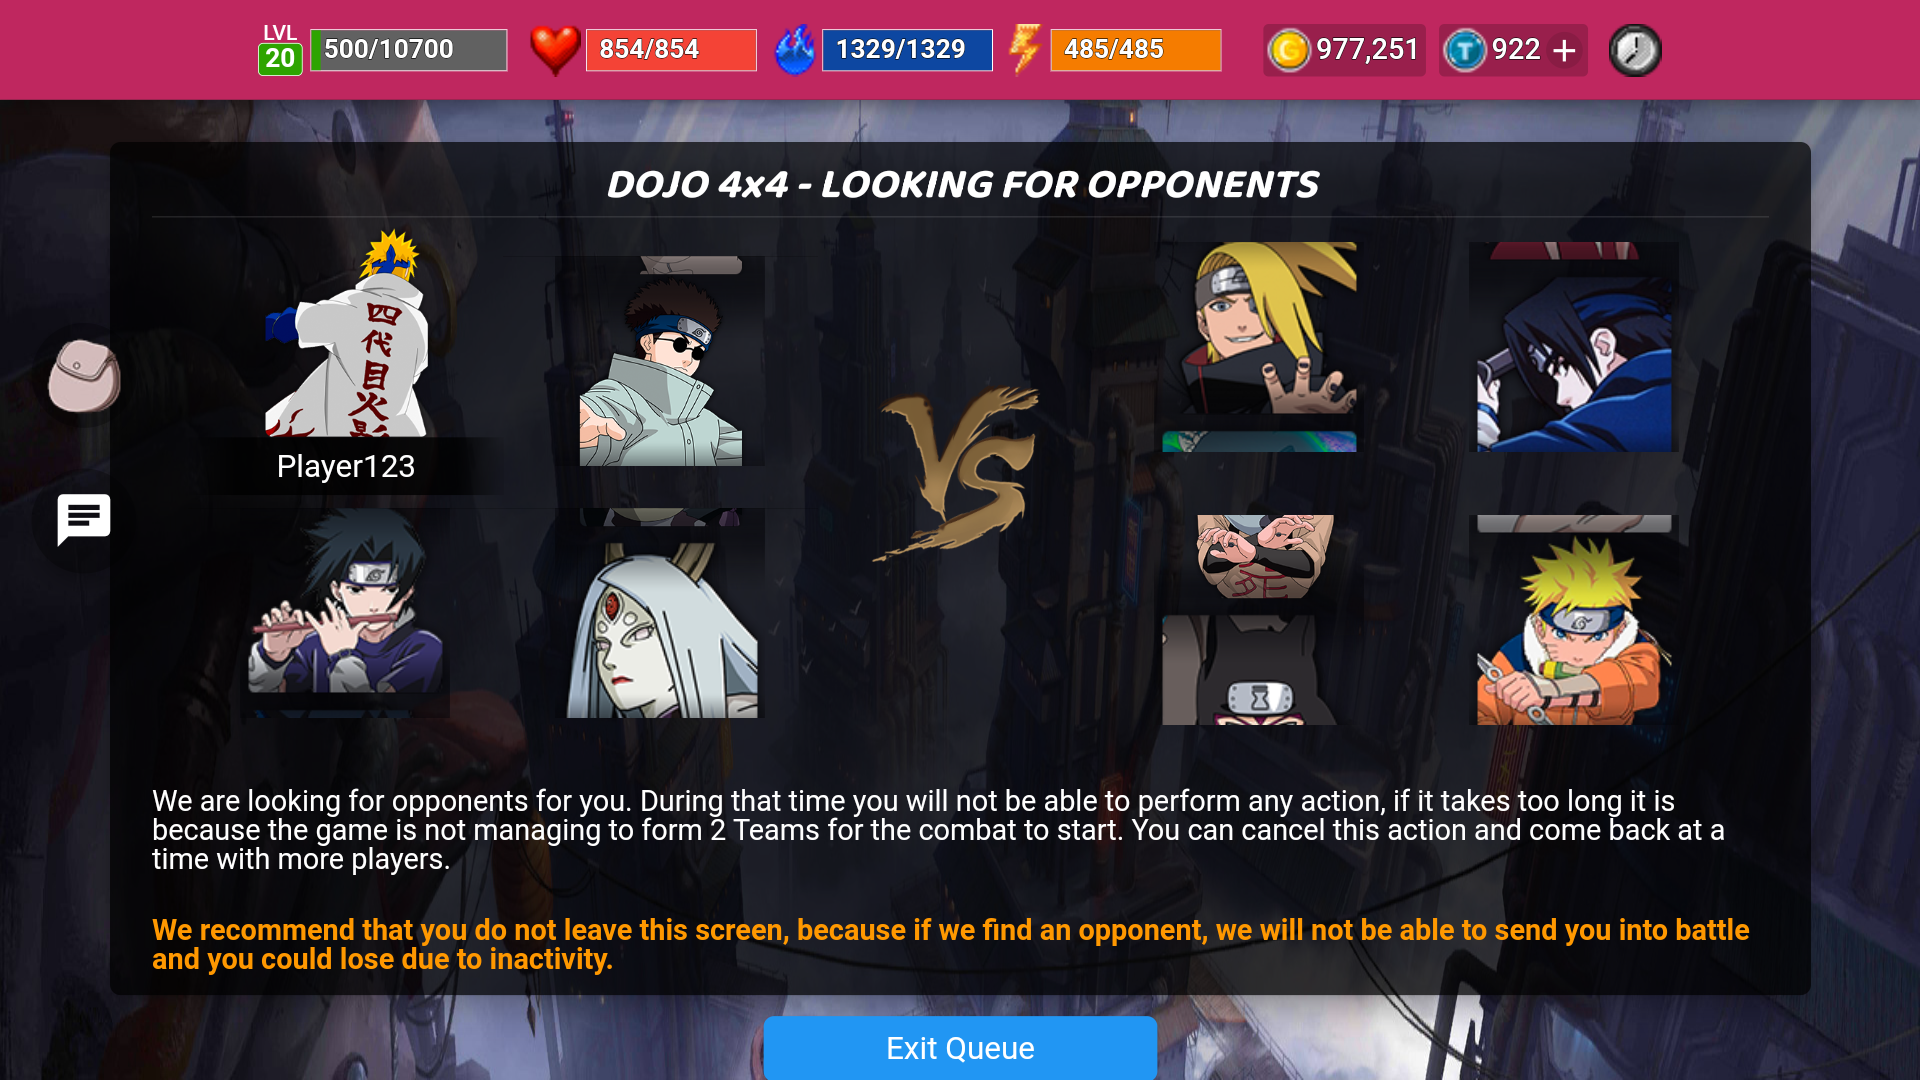 LVL
20
500/10700
854/854
1329/1329
485/485
G
977,251
T
922 +
DOJO 4x4 - LOOKING FOR OPPONENTS
四
代
目
火
影
Player123
VS
We are looking for opponents for you. During that time you will not be able to perform any action, if it takes too long it is
because the game is not managing to form 2 Teams for the combat to start. You can cancel this action and come back at a
time with more players.
We recommend that you do not leave this screen, because if we find an opponent, we will not be able to send you into battle
and you could lose due to inactivity.
Exit Queue